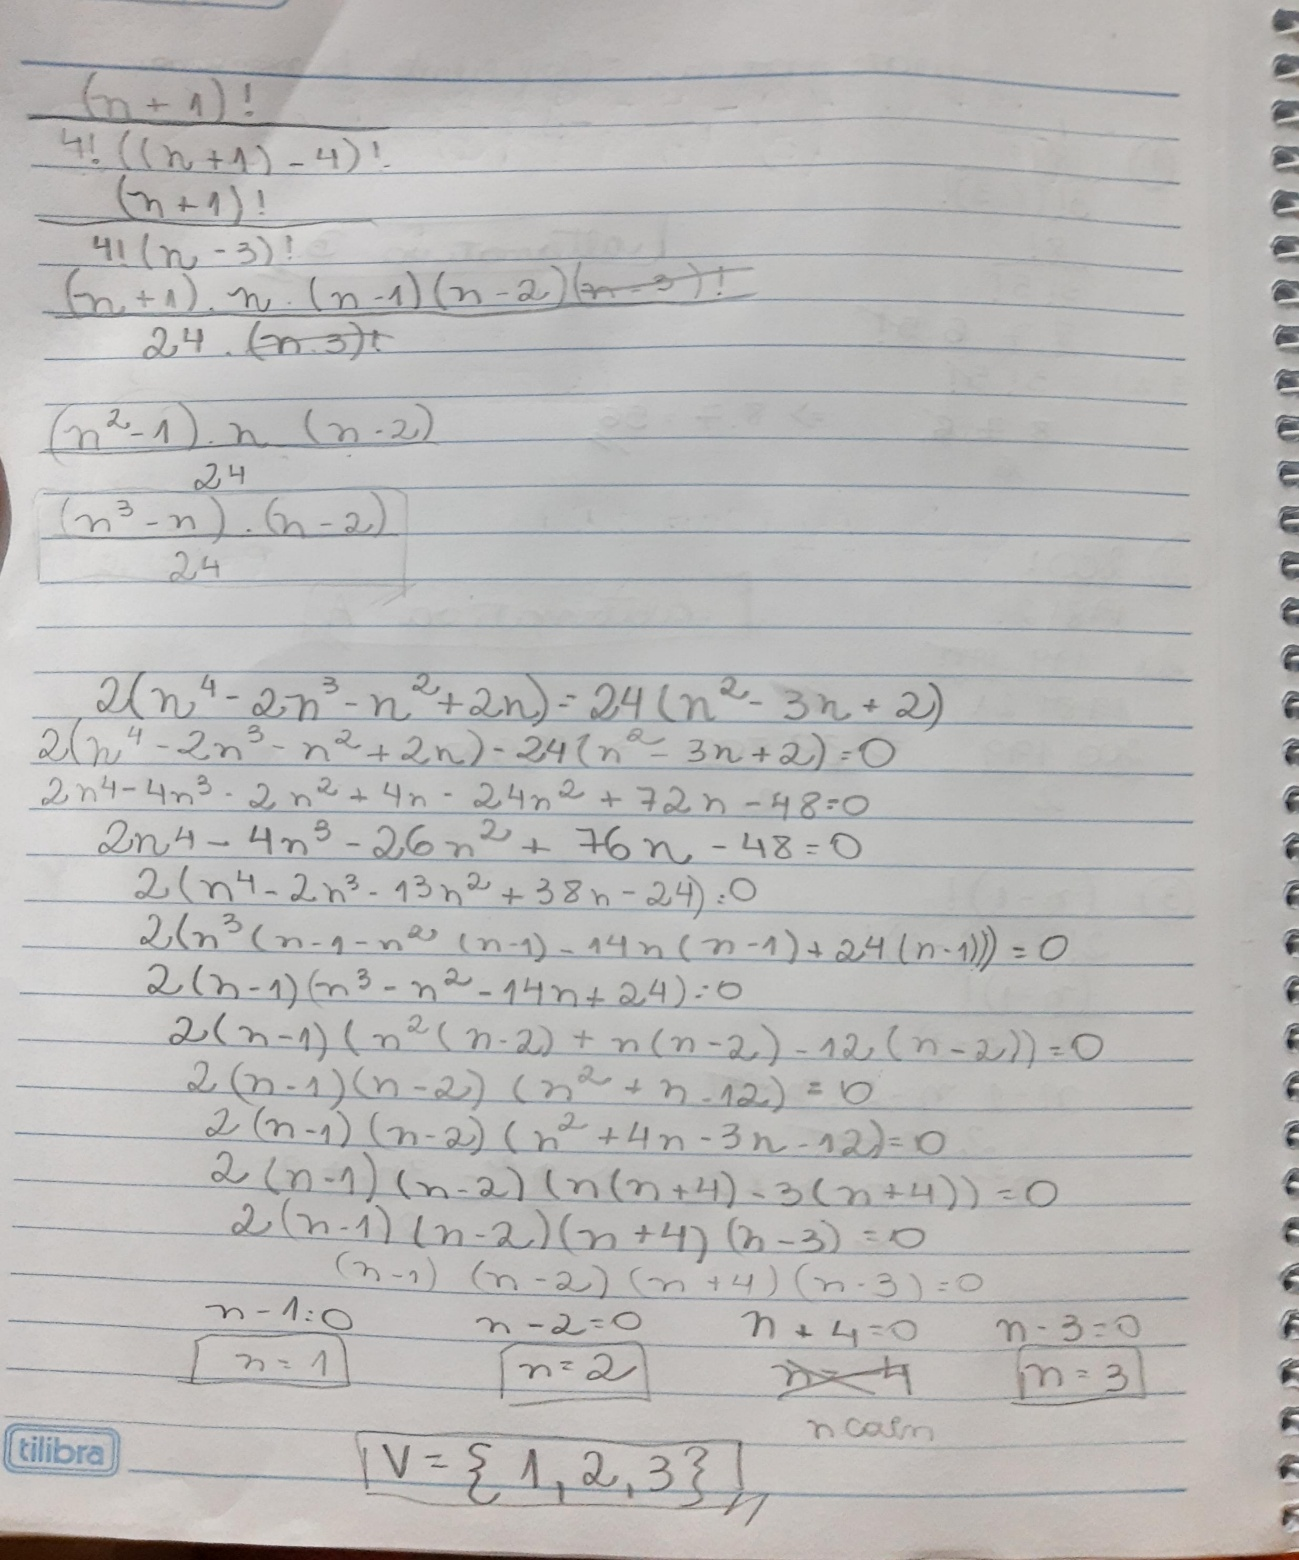 (n+1)!
4!((n+1)-4)!
(n+1)!
4!(n-3)!
(n+1).n.(n-1)(n-2)(n-3)!
24.(n-3)!
(n²-1).n(n-2)
24
(n³-n).(n-2)
24
2(n⁴-2n³-n²+2n)=24(n²-3n+2)
2(n⁴-2n³-n²+2n)-24(n²-3n+2)=0
2n⁴-4n³-2n²+4n-24n²+72n-48=0
2n4-4n³-26n²+76n-48=0
2(n⁴-2n³-13n²+38n-24)=0
2(n³(n-1-n²(n-1)-14n(n-1)+24(n-1)))=0
2(n-1)(n³-n²-14n+24)=0
2(n-1)(n²(n-2)+n(n-2)-12(n-2))=0
2(n-1)(n-2)(n²+n-12)=0
2(n-1)(n-2)(n²+4n-3n-12)=0
2(n-1)(n-2)(n(n+4)-3(n+4))=0
2(n-1)(n-2)(n+4)(n-3)=0
(n-1)(n-2)(n+4)(n-3)=0
n-1=0 n-2=0 n+4=0 n-3=0
n=1 n=2 n=-4 n=3
V={1,2,3}
tilibra